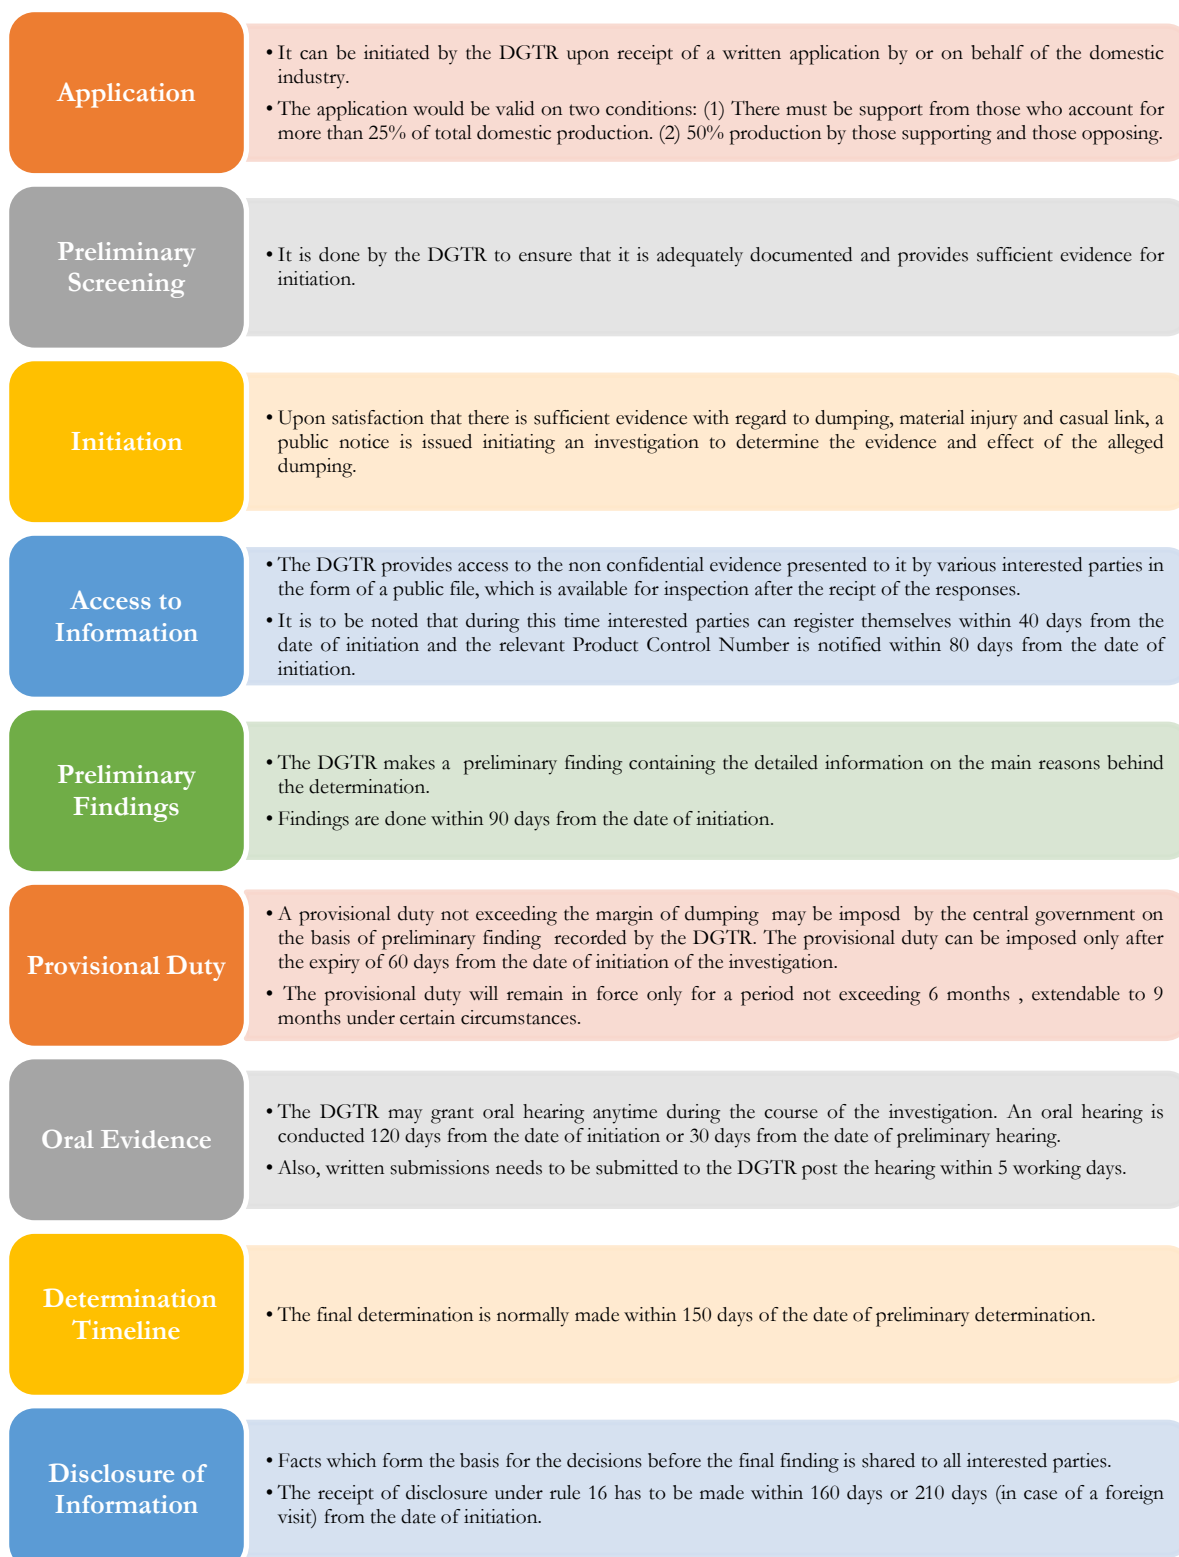 Application
• It can be initiated by the DGTR upon receipt of a written application by or on behalf of the domestic
industry.
• The application would be valid on two conditions: (1) There must be support from those who account for
more than 25% of total domestic production. (2) 50% production by those supporting and those opposing.
Preliminary
Screening
• It is done by the DGTR to ensure that it is adequately documented and provides sufficient evidence for
initiation.
Initiation
• Upon satisfaction that there is sufficient evidence with regard to dumping, material injury and casual link, a
public notice is issued initiating an investigation to determine the evidence and effect of the alleged
dumping.
Access to
Information
• The DGTR provides access to the non confidential evidence presented to it by various interested parties in
the form of a public file, which is available for inspection after the recipt of the responses.
• It is to be noted that during this time interested parties can register themselves within 40 days from the
date of initiation and the relevant Product Control Number is notified within 80 days from the date of
initiation.
Preliminary
Findings
• The DGTR makes a preliminary finding containing the detailed information on the main reasons behind
the determination.
• Findings are done within 90 days from the date of initiation.
Provisional Duty
• A provisional duty not exceeding the margin of dumping may be imposd by the central government on
the basis of preliminary finding recorded by the DGTR. The provisional duty can be imposed only after
the expiry of 60 days from the date of initiation of the investigation.
• The provisional duty will remain in force only for a period not exceeding 6 months , extendable to 9
months under certain circumstances.
Oral Evidence
• The DGTR may grant oral hearing anytime during the course of the investigation. An oral hearing is
conducted 120 days from the date of initiation or 30 days from the date of preliminary hearing.
• Also, written submissions needs to be submitted to the DGTR post the hearing within 5 working days.
Determination
Timeline
• The final determination is normally made within 150 days of the date of preliminary determination.
Disclosure of
Information
• Facts which form the basis for the decisions before the final finding is shared to all interested parties.
• The receipt of disclosure under rule 16 has to be made within 160 days or 210 days (in case of a foreign
visit) from the date of initiation.